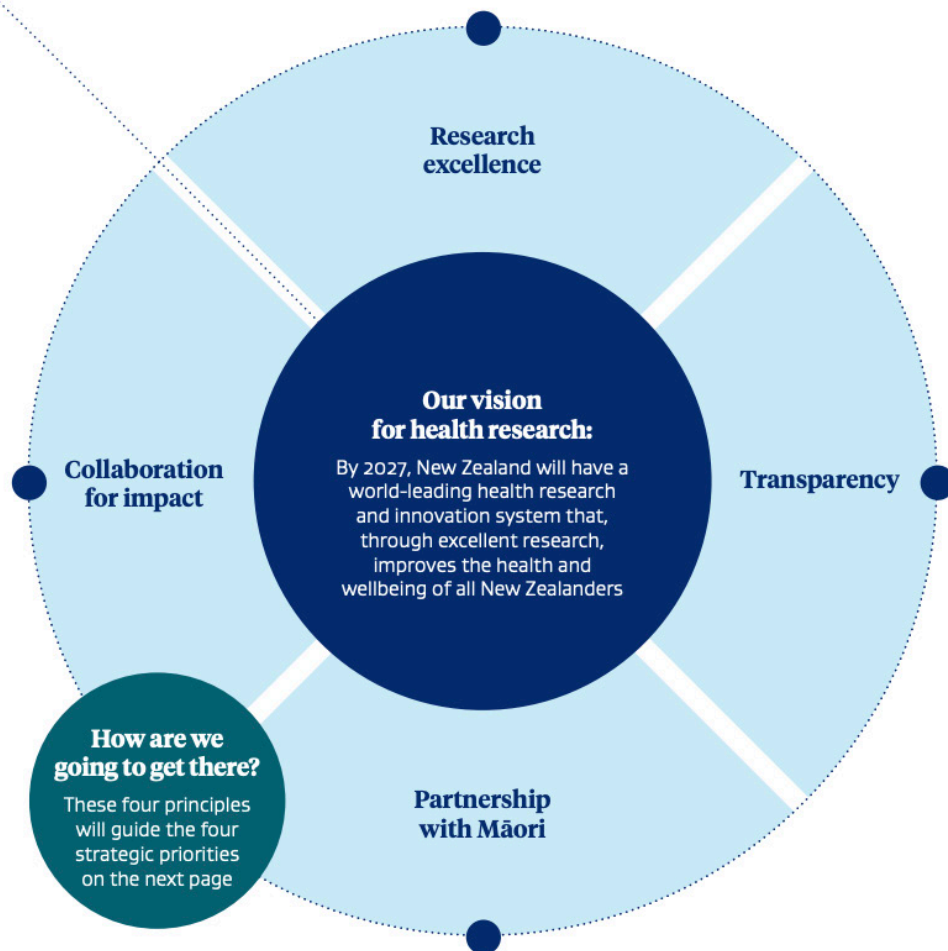 Research
excellence
Our vision
for health research:
By 2027, New Zealand will have a
world-leading health research
and innovation system that,
through excellent research,
improves the health and
wellbeing of all New Zealanders
Collaboration
for impact
Transparency
How are we
going to get there?
These four principles
will guide the four
strategic priorities
on the next page
Partnership
with Māori